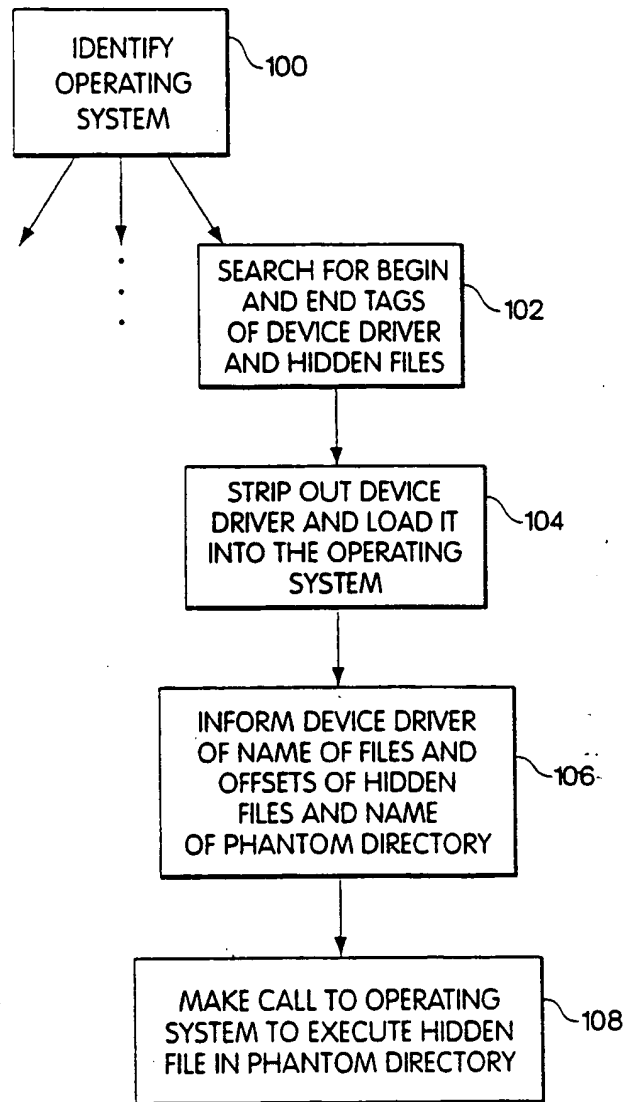 IDENTIFY
OPERATING
SYSTEM
100
SEARCH FOR BEGIN
AND END TAGS
OF DEVICE DRIVER
AND HIDDEN FILES
102
STRIP OUT DEVICE
DRIVER AND LOAD IT
INTO THE OPERATING
SYSTEM
104
INFORM DEVICE DRIVER
OF NAME OF FILES AND
OFFSETS OF HIDDEN
FILES AND NAME
OF PHANTOM DIRECTORY
106
MAKE CALL TO OPERATING
SYSTEM TO EXECUTE HIDDEN
FILE IN PHANTOM DIRECTORY
108